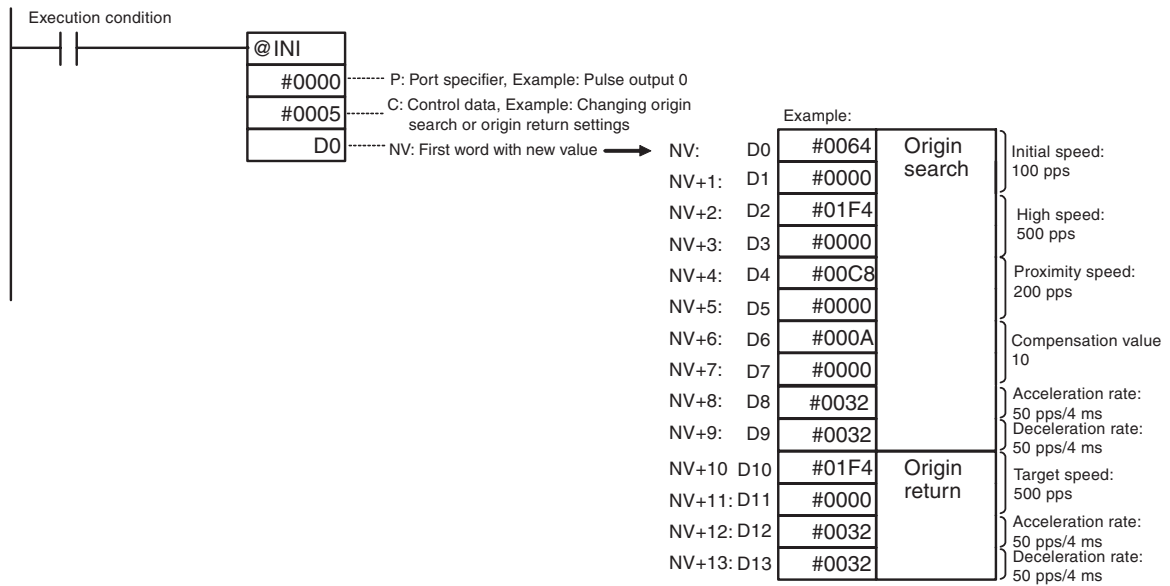 Execution condition
@INI
#0000 P: Port specifier, Example: Pulse output 0
#0005 C: Control data, Example: Changing origin
search or origin return settings
D0 NV: First word with new value
Example:
NV: D0 #0064 Origin search Initial speed:
100 pps
NV+1: D1 #0000
NV+2: D2 #01F4 High speed:
500 pps
NV+3: D3 #0000
NV+4: D4 #00C8 Proximity speed:
200 pps
NV+5: D5 #0000
NV+6: D6 #000A Compensation value
10
NV+7: D7 #0000
NV+8: D8 #0032 Acceleration rate:
50 pps/4 ms
NV+9: D9 #0032 Deceleration rate:
50 pps/4 ms
NV+10 D10 #01F4 Origin return Target speed:
500 pps
NV+11: D11 #0000
NV+12: D12 #0032 Acceleration rate:
50 pps/4 ms
NV+13: D13 #0032 Deceleration rate:
50 pps/4 ms